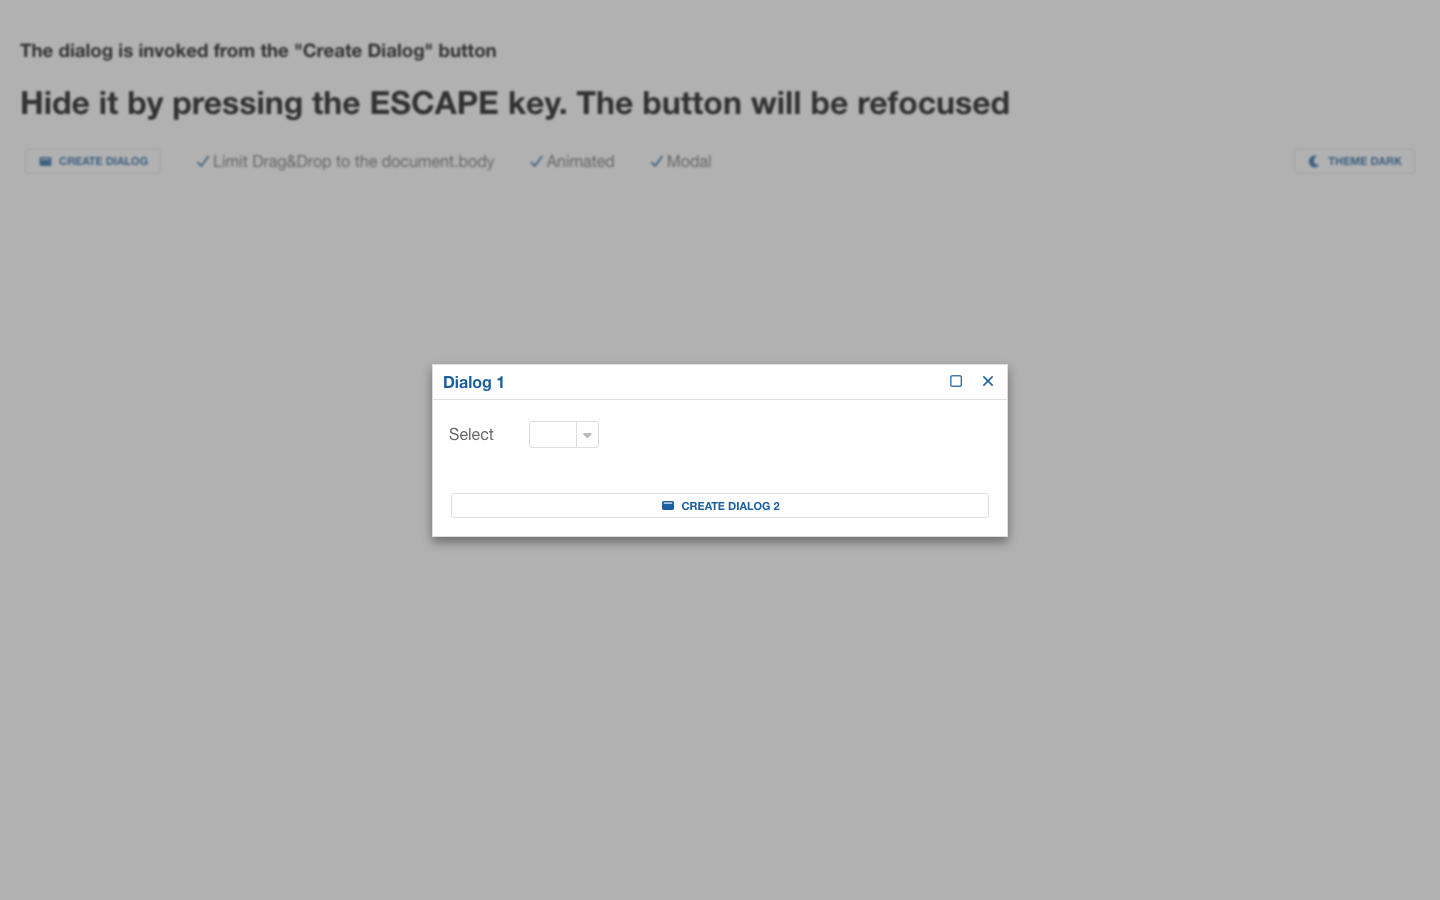 The dialog is invoked from the "Create Dialog" button
Hide it by pressing the ESCAPE key. The button will be refocused
CREATE DIALOG Limit Drag&Drop to the document.body Animated Modal THEME DARK
Dialog 1
Select
CREATE DIALOG 2